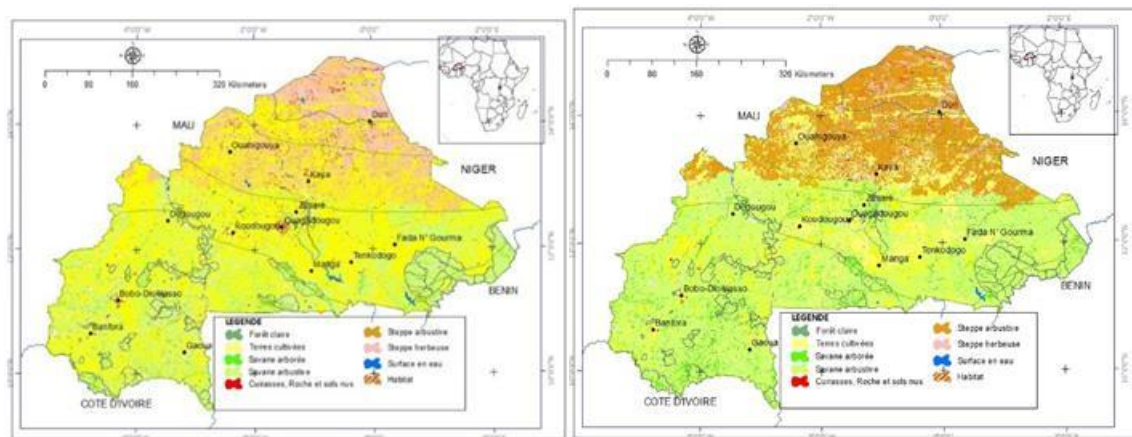 0 80 160 320 Kilometers
MALI
Dori
Ouahigouya
NIGER
Kaya
Ziniaré
Dédougou
Koudougou
Ouagadougou
Fada N' Gourma
Tenkodogo
Manga
BENIN
Bobo-Dioulasso
Banfora
Gaoua
COTE D'IVOIRE
LEGENDE
Forêt claire
Terres cultivées
Savane arborée
Savane arbustive
Cuirasses, Roche et sols nus
Steppe arbustive
Steppe herbeuse
Surface en eau
Habitat
0 80 160 320 Kilometers
MALI
Dori
Ouahigouya
NIGER
Kaya
Ziniaré
Dédougou
Koudougou
Ouagadougou
Fada N' Gourma
Tenkodogo
Manga
BENIN
Bobo-Dioulasso
Banfora
Gaoua
COTE D'IVOIRE
LEGENDE
Forêt claire
Terres cultivées
Savane arborée
Savane arbustive
Cuirasses, Roche et sols nus
Steppe arbustive
Steppe herbeuse
Surface en eau
Habitat